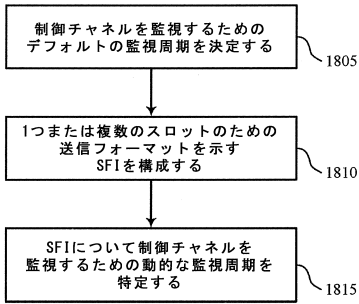 制御チャネルを監視するための
デフォルトの監視周期を決定する
1805
1つまたは複数のスロットのための
送信フォーマットを示す
SFIを構成する
1810
SFIについて制御チャネルを
監視するための動的な監視周期を
特定する
1815